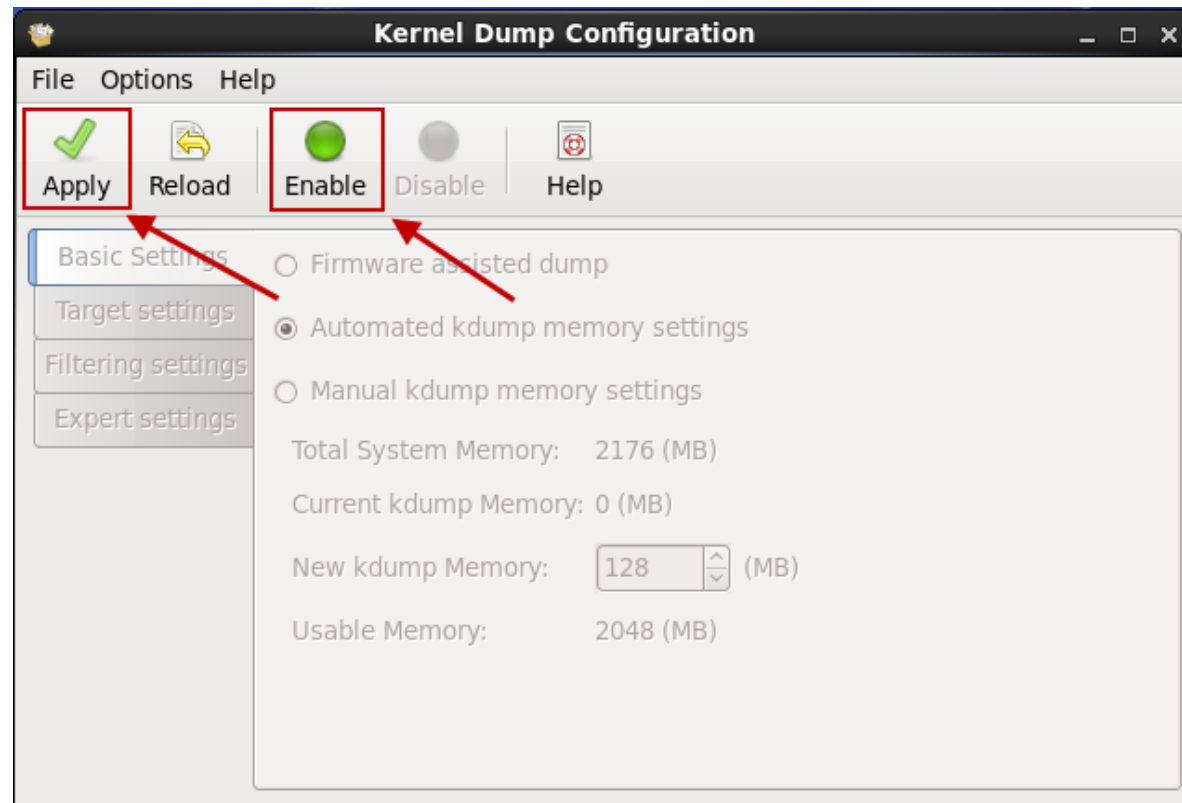 Kernel Dump Configuration
File Options Help
Apply Reload Enable Disable Help
Basic Settings
Target settings
Filtering settings
Expert settings
Firmware assisted dump
Automated kdump memory settings
Manual kdump memory settings
Total System Memory: 2176 (MB)
Current kdump Memory: 0 (MB)
New kdump Memory: 128 (MB)
Usable Memory: 2048 (MB)